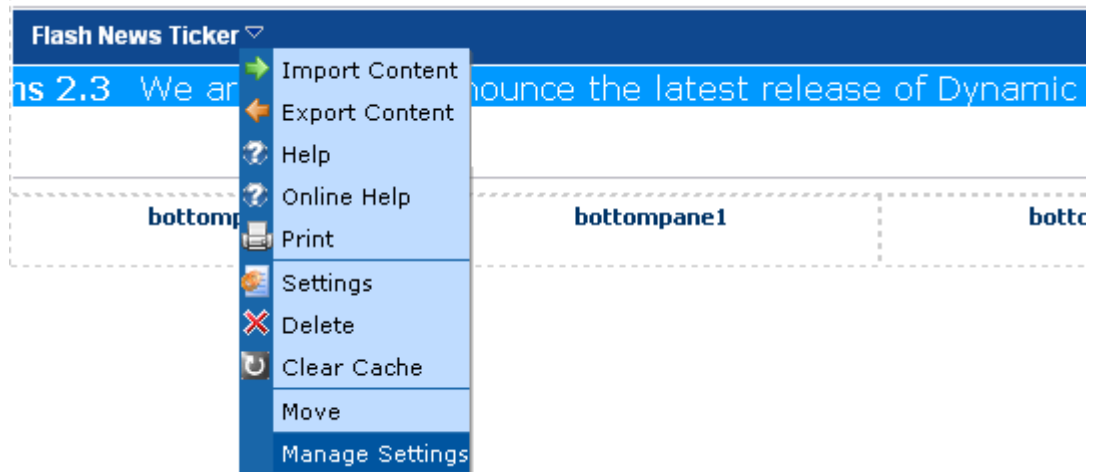 Flash News Ticker
ns 2.3 We ar
nounce the latest release of Dynamic
Import Content
Export Content
Help
Online Help
Print
Settings
Delete
Clear Cache
Move
Manage Settings
bottomp
bottompane1
botto